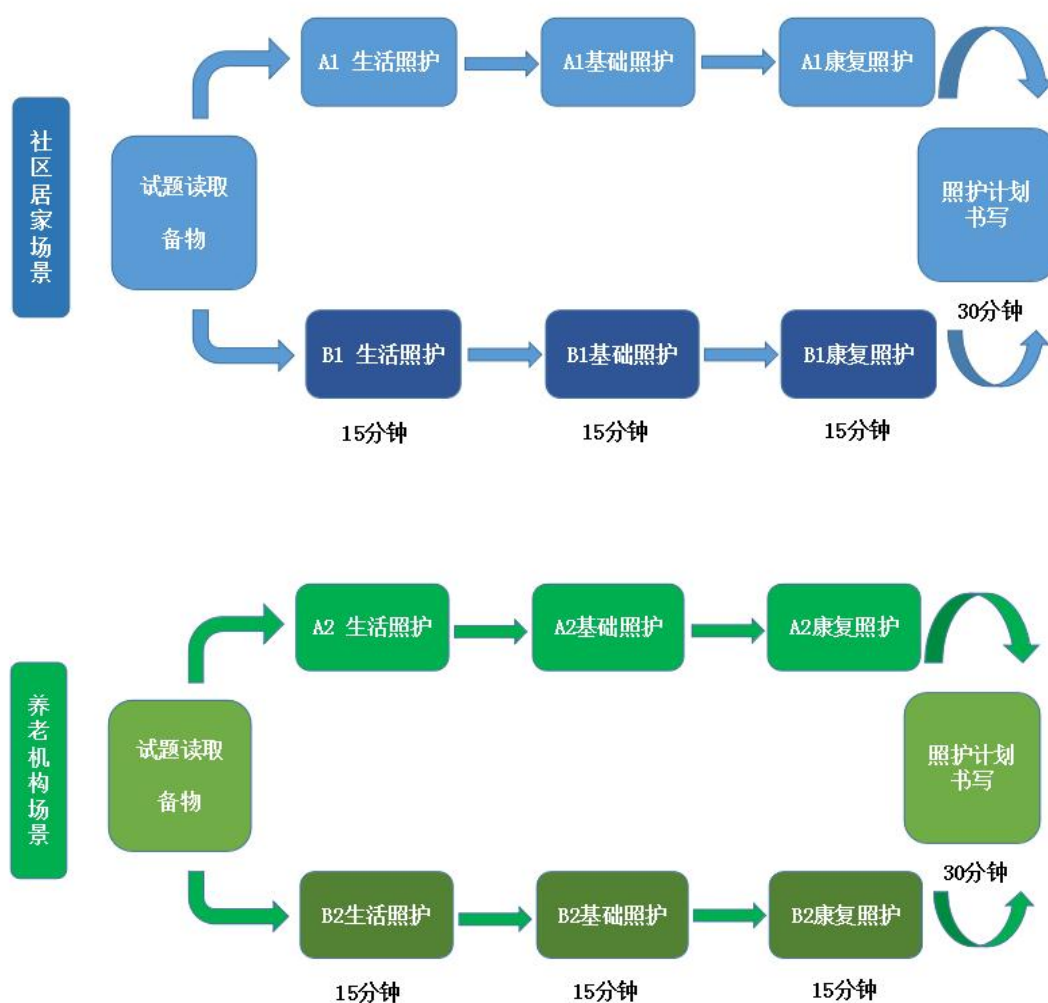 A1 生活照护
A1基础照护
A1康复照护
社区居家场景
试题读取
备物
照护计划
书写
30分钟
B1 生活照护
B1基础照护
B1康复照护
15分钟
15分钟
15分钟
A2 生活照护
A2基础照护
A2康复照护
养老机构场景
试题读取
备物
照护计划
书写
30分钟
B2生活照护
B2基础照护
B2康复照护
15分钟
15分钟
15分钟